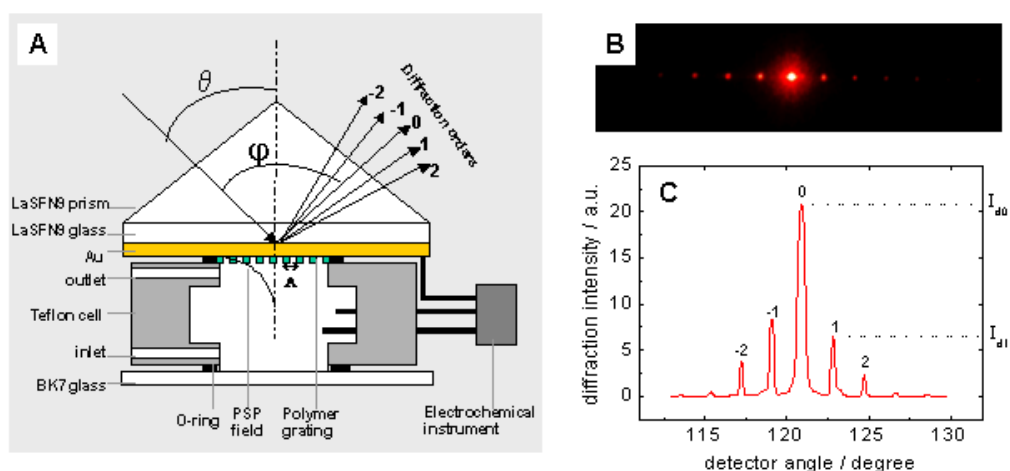 A
θ
φ
-2
-1
0
1
2
Diffraction orders
LaSFN9 prism
LaSFN9 glass
Au
outlet
Teflon cell
inlet
BK7 glass
O-ring
PSP
field
Polymer
grating
Λ
Electrochemical
instrument
B
C
diffraction intensity / a.u.
25
20
15
10
5
0
-2
-1
0
1
2
I_d0
I_d1
115
120
125
130
detector angle / degree